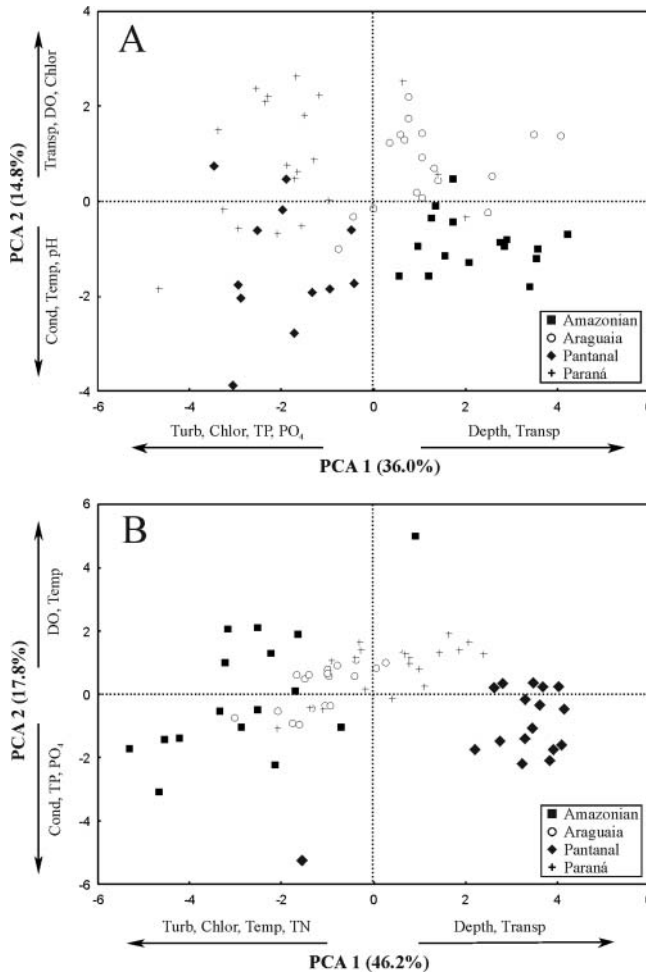 A
4
2
0
-2
-4
PCA 2 (14.8%)
Transp, DO, Chlor
Cond, Temp, pH
Amazonian
Araguaia
Pantanal
Paraná
-6
-4
-2
0
2
4
6
Turb, Chlor, TP, PO₄
Depth, Transp
PCA 1 (36.0%)
B
6
4
2
0
-2
-4
-6
PCA 2 (17.8%)
DO, Temp
Cond, TP, PO₄
Amazonian
Araguaia
Pantanal
Paraná
-6
-4
-2
0
2
4
6
Turb, Chlor, Temp, TN
Depth, Transp
PCA 1 (46.2%)